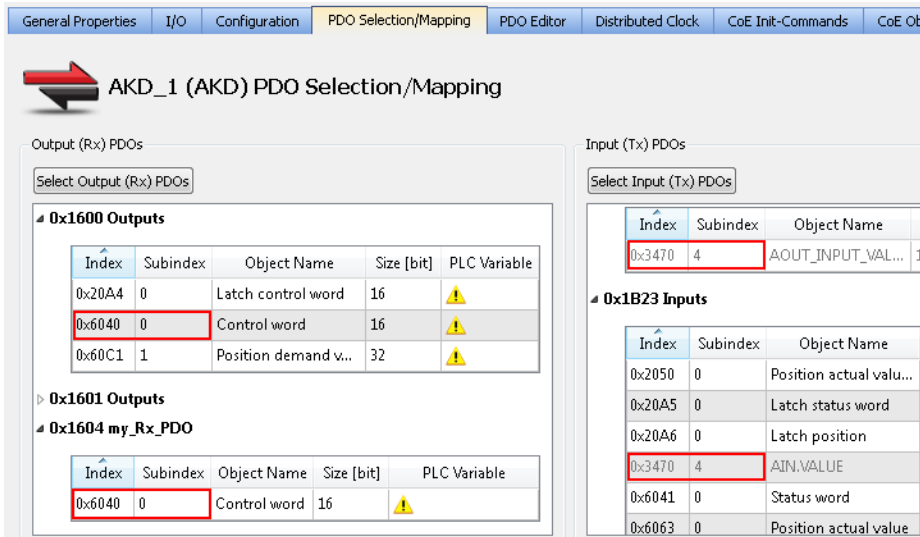 General Properties I/O Configuration PDO Selection/Mapping PDO Editor Distributed Clock CoE Init-Commands CoE Ob
AKD_1 (AKD) PDO Selection/Mapping
Output (Rx) PDOs
Select Output (Rx) PDOs
0x1600 Outputs
Index Subindex Object Name Size [bit] PLC Variable
0x20A4 0 Latch control word 16
0x6040 0 Control word 16
0x60C1 1 Position demand v... 32
0x1601 Outputs
0x1604 my_Rx_PDO
Index Subindex Object Name Size [bit] PLC Variable
0x6040 0 Control word 16
Input (Tx) PDOs
Select Input (Tx) PDOs
Index Subindex Object Name
0x3470 4 AOUT_INPUT_VAL... 1
0x1B23 Inputs
Index Subindex Object Name
0x2050 0 Position actual valu...
0x20A5 0 Latch status word
0x20A6 0 Latch position
0x3470 4 AIN.VALUE
0x6041 0 Status word
0x6063 0 Position actual value